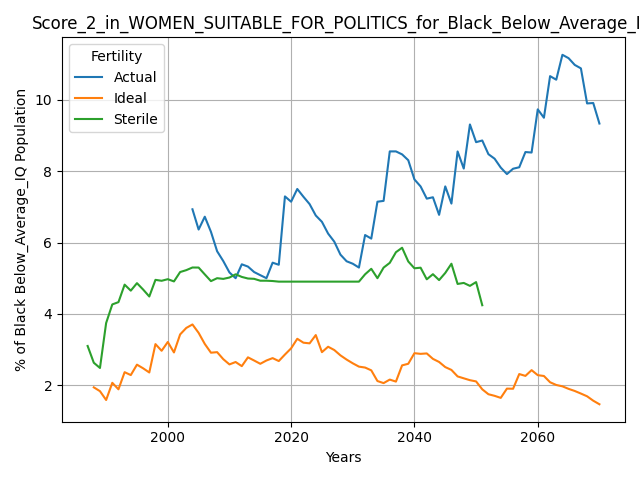 Score_2_in_WOMEN_SUITABLE_FOR_POLITICS_for_Black_Below_Average_I
Fertility
Actual
Ideal
Sterile
% of Black Below_Average_IQ Population
10
8
6
4
2
2000 2020 2040 2060
Years